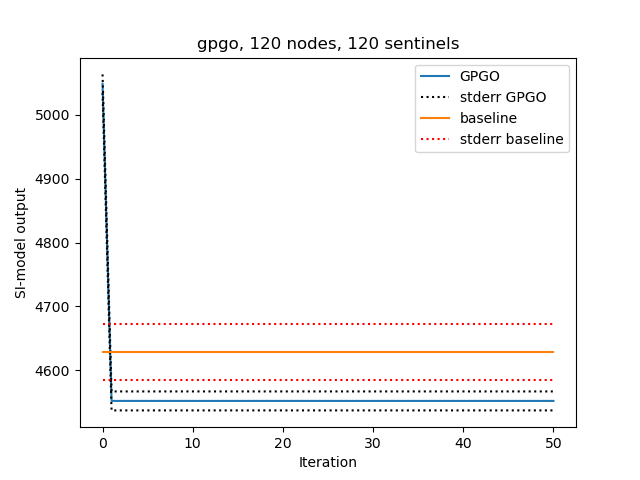 gpgo, 120 nodes, 120 sentinels
GPGO
stderr GPGO
baseline
stderr baseline
SI-model output
5000
4900
4800
4700
4600
0 10 20 30 40 50
Iteration